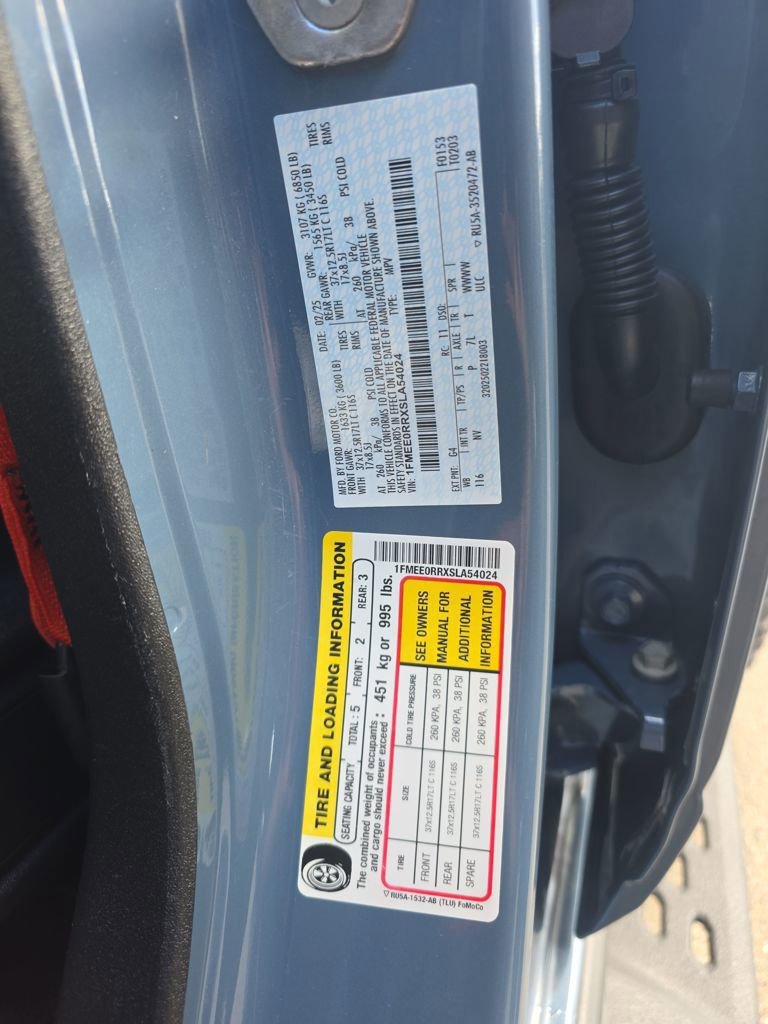 MFD. BY FORD MOTOR CO.
DATE: 02/25 GVWR: 3107 KG (6850 LB)
FRONT GAWR: 1633 KG (3600 LB) REAR GAWR: 1565 KG (3450 LB)
WITH 37x12.5R17LT C 116S TIRES WITH 37x12.5R17LT C 116S TIRES
17x8.5J RIMS 17x8.5J RIMS
AT 260 kPa/ 38 PSI COLD AT 260 kPa/ 38 PSI COLD
THIS VEHICLE CONFORMS TO ALL APPLICABLE FEDERAL MOTOR VEHICLE
SAFETY STANDARDS IN EFFECT ON THE DATE OF MANUFACTURE SHOWN ABOVE.
VIN: 1FMEE0RRXSLA54024 TYPE: MPV
F0153
T0203
EXT PNT: G4 RC: 11 DSO:
WB INT TR TP/PS R AXLE TR SPR
116 NV P 7L T WWWW
3202502218003 ULC
RU5A-3520472-AB
TIRE AND LOADING INFORMATION
SEATING CAPACITY TOTAL: 5 FRONT: 2 REAR: 3
The combined weight of occupants
and cargo should never exceed: 451 kg or 995 lbs.
TIRE SIZE COLD TIRE PRESSURE
FRONT 37x12.5R17LT C 116S 260 KPA, 38 PSI
REAR 37x12.5R17LT C 116S 260 KPA, 38 PSI
SPARE 37x12.5R17LT C 116S 260 KPA, 38 PSI
SEE OWNERS
MANUAL FOR
ADDITIONAL
INFORMATION
1FMEE0RRXSLA54024
RU5A-1532-AB (TLU) FoMoCo